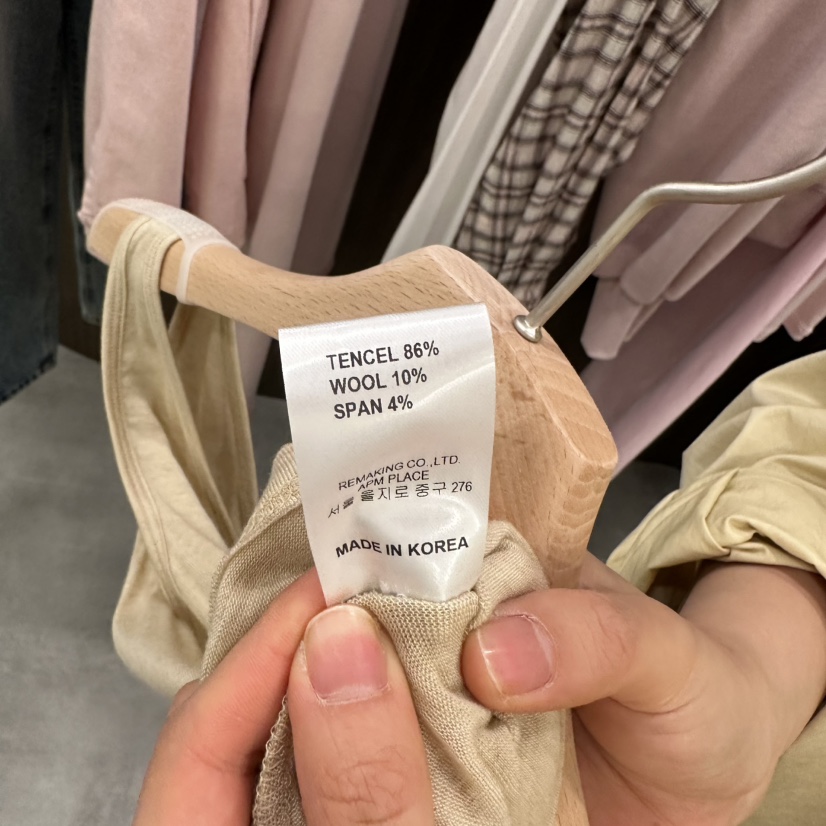 TENCEL 86%
WOOL 10%
SPAN 4%
REMAKING CO.,LTD.
APM PLACE
서울 을지로 중구 276
MADE IN KOREA